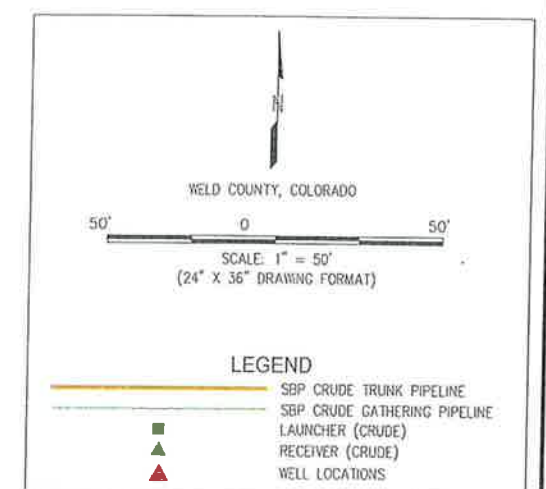 N
WELD COUNTY, COLORADO
50' 0 50'
SCALE: 1" = 50'
(24" X 36" DRAWING FORMAT)
LEGEND
SBP CRUDE TRUNK PIPELINE
SBP CRUDE GATHERING PIPELINE
LAUNCHER (CRUDE)
RECEIVER (CRUDE)
WELL LOCATIONS